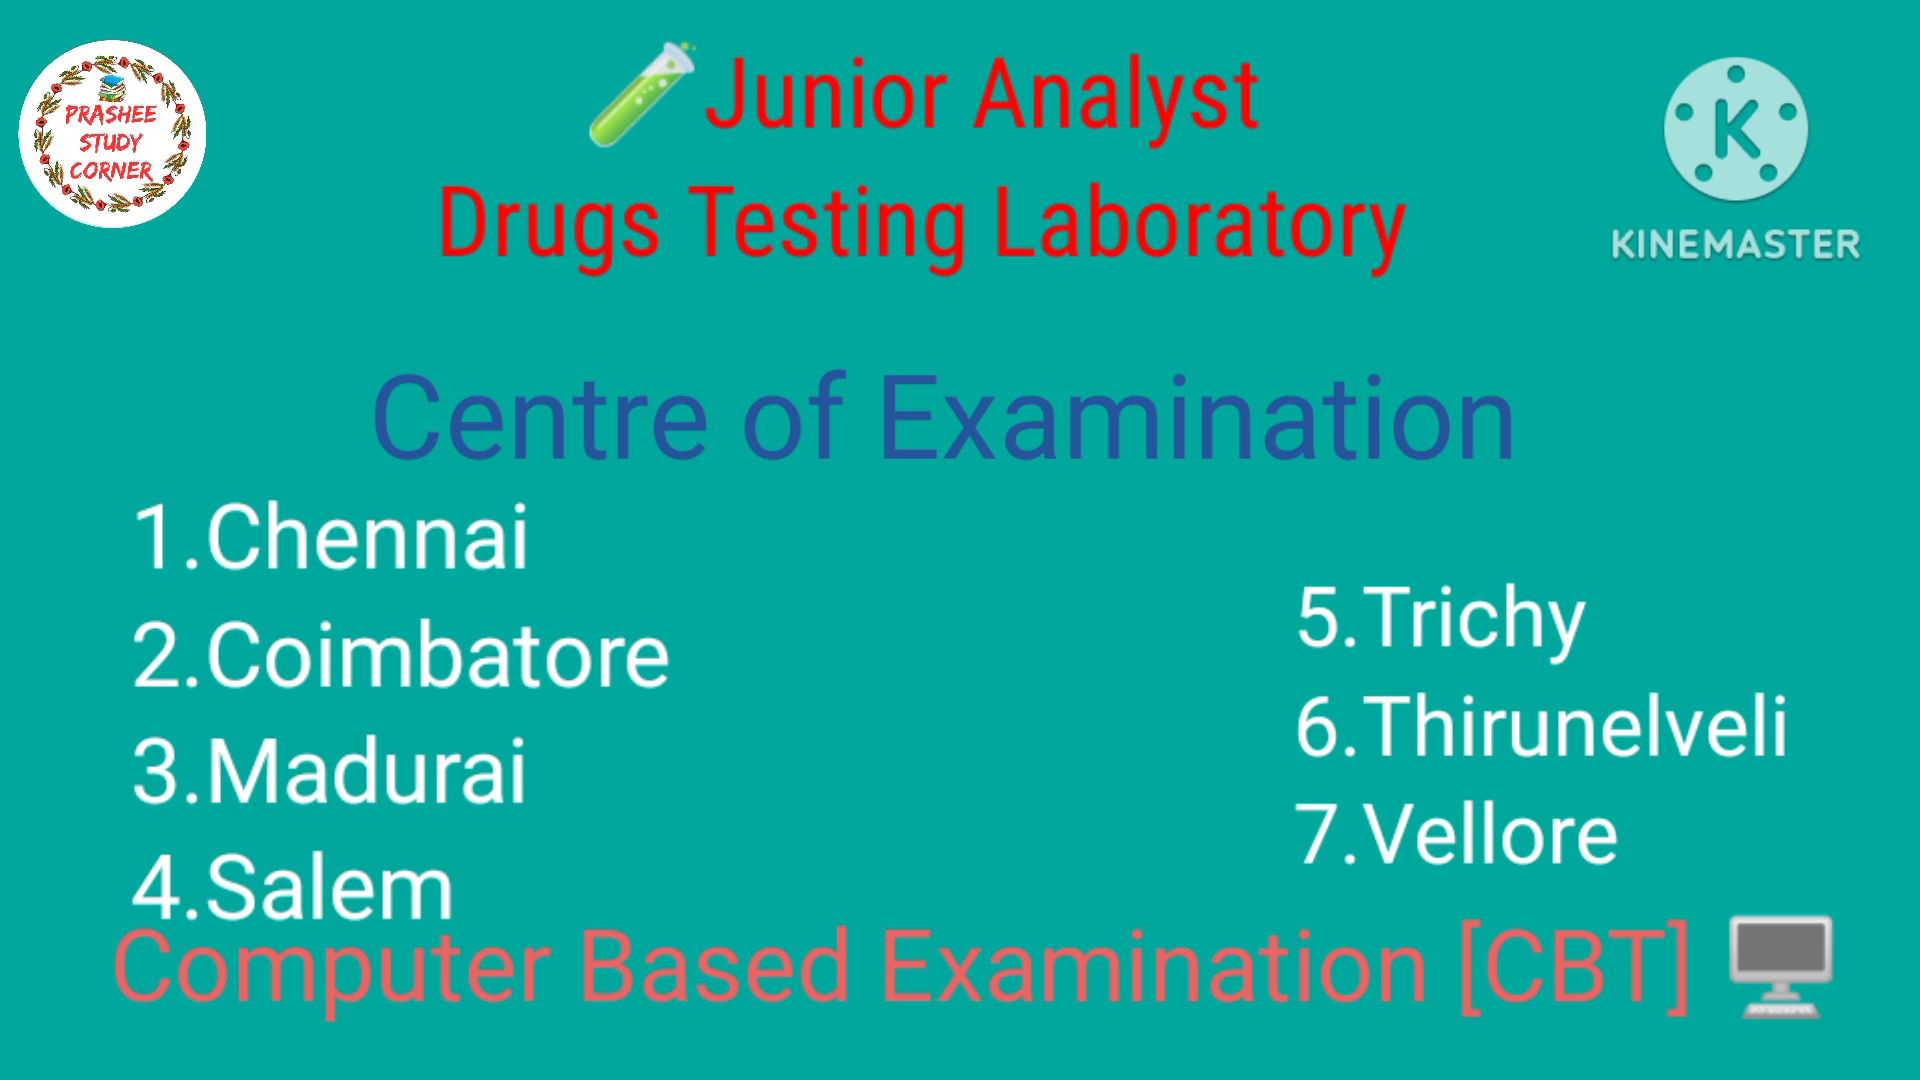 PRASHEE
STUDY
CORNER
Junior Analyst
Drugs Testing Laboratory
K
KINEMASTER
Centre of Examination
1.Chennai
2.Coimbatore
3.Madurai
4.Salem
5.Trichy
6.Thirunelveli
7.Vellore
Computer Based Examination [CBT]